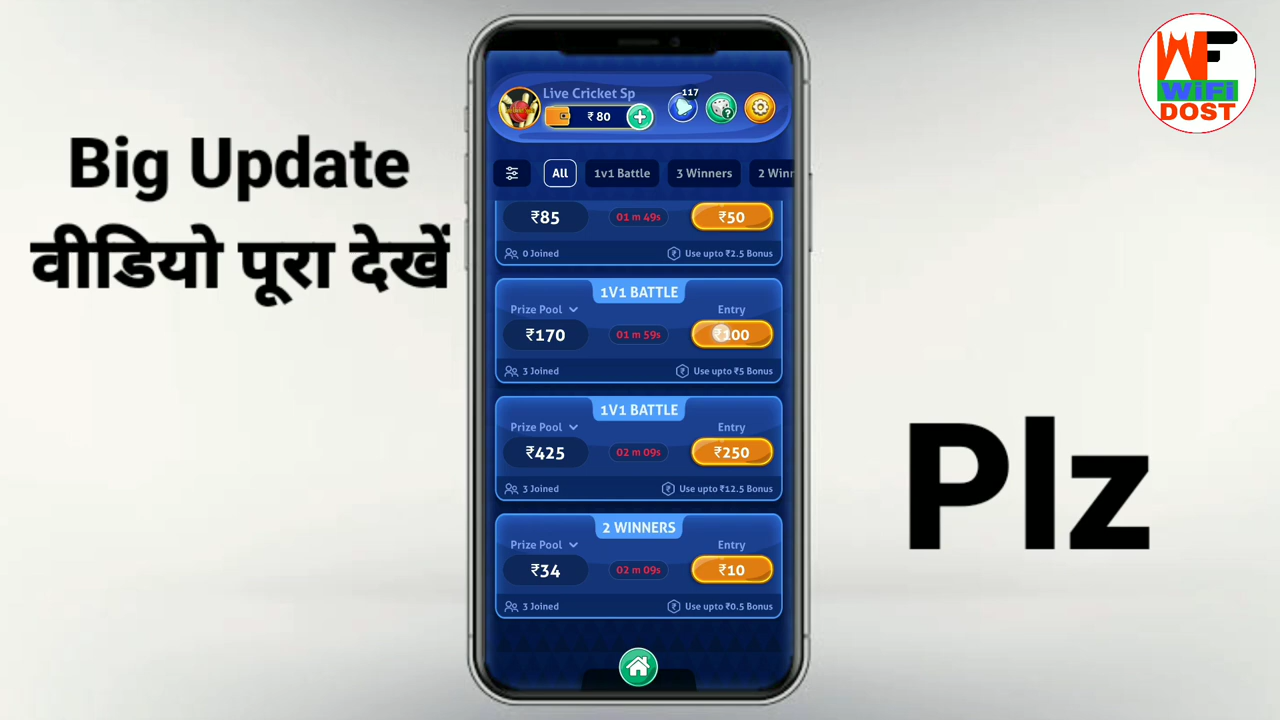 WF
WiFi
DOST
Big Update
वीडियो पूरा देखें
Plz
Live Cricket Sp
₹ 80
117
All
1v1 Battle
3 Winners
2 Winr
₹85
01 m 49s
₹50
0 Joined
Use upto ₹2.5 Bonus
1V1 BATTLE
Prize Pool
Entry
₹170
01 m 59s
₹100
3 Joined
Use upto ₹5 Bonus
1V1 BATTLE
Prize Pool
Entry
₹425
02 m 09s
₹250
3 Joined
Use upto ₹12.5 Bonus
2 WINNERS
Prize Pool
Entry
₹34
02 m 09s
₹10
3 Joined
Use upto ₹0.5 Bonus